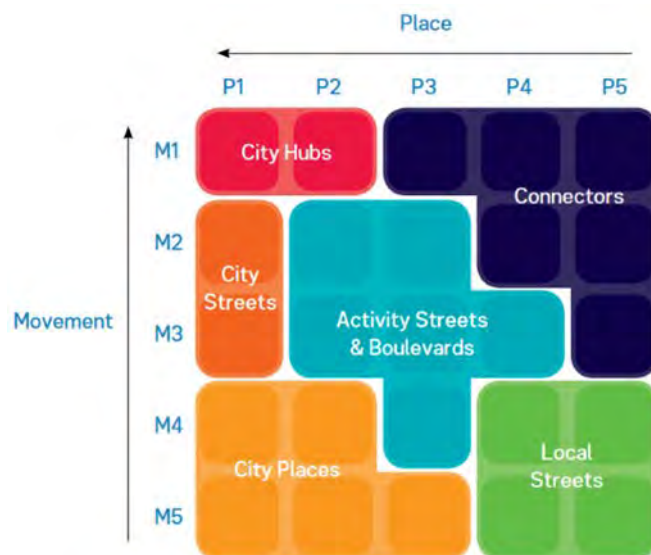 Place
P1 P2 P3 P4 P5
M1
City Hubs
Connectors
M2
City
Streets
Movement
M3
Activity Streets
& Boulevards
M4
City Places
Local
Streets
M5